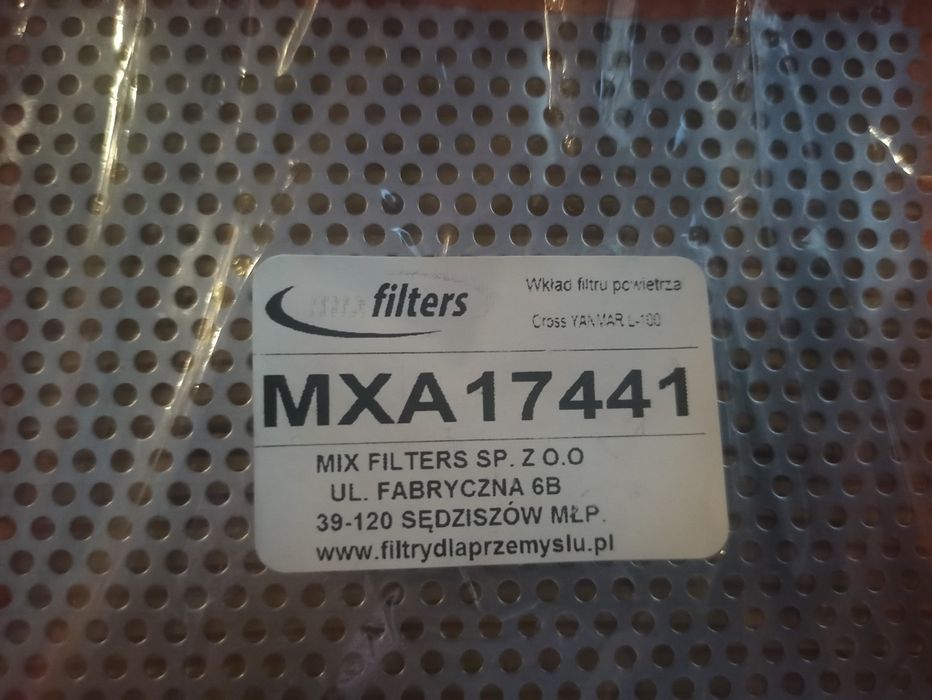 filters
Wkład filtru powietrza
Cross YANMAR L-100
MXA17441
MIX FILTERS SP. Z O.O
UL. FABRYCZNA 6B
39-120 SĘDZISZÓW MŁP.
www.filtrydlaprzemyslu.pl